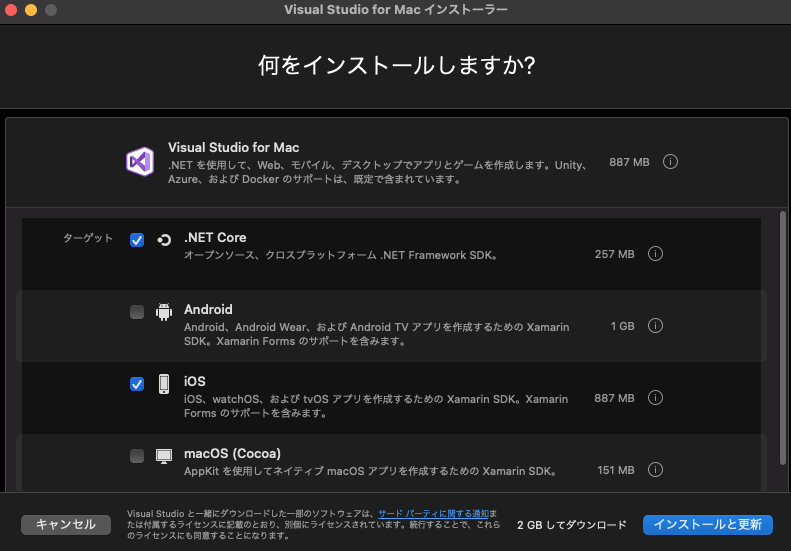 Visual Studio for Mac インストーラー
何をインストールしますか?
Visual Studio for Mac
.NET を使用して、Web、モバイル、デスクトップでアプリとゲームを作成します。Unity、
Azure、および Docker のサポートは、既定で含まれています。
887 MB
ターゲット
.NET Core
オープンソース、クロスプラットフォーム .NET Framework SDK。
257 MB
Android
Android、Android Wear、および Android TV アプリを作成するための Xamarin
SDK。Xamarin Forms のサポートを含みます。
1 GB
iOS
iOS、watchOS、および tvOS アプリを作成するための Xamarin SDK。Xamarin
Forms のサポートを含みます。
887 MB
macOS (Cocoa)
AppKit を使用してネイティブ macOS アプリを作成するための Xamarin SDK。
151 MB
キャンセル
Visual Studio と一緒にダウンロードした一部のソフトウェアは、サード パーティに関する通知ま
たは付属するライセンスに記載のとおり、別個にライセンスされています。続行することで、これら
のライセンスにも同意することになります。
2 GB してダウンロード
インストールと更新